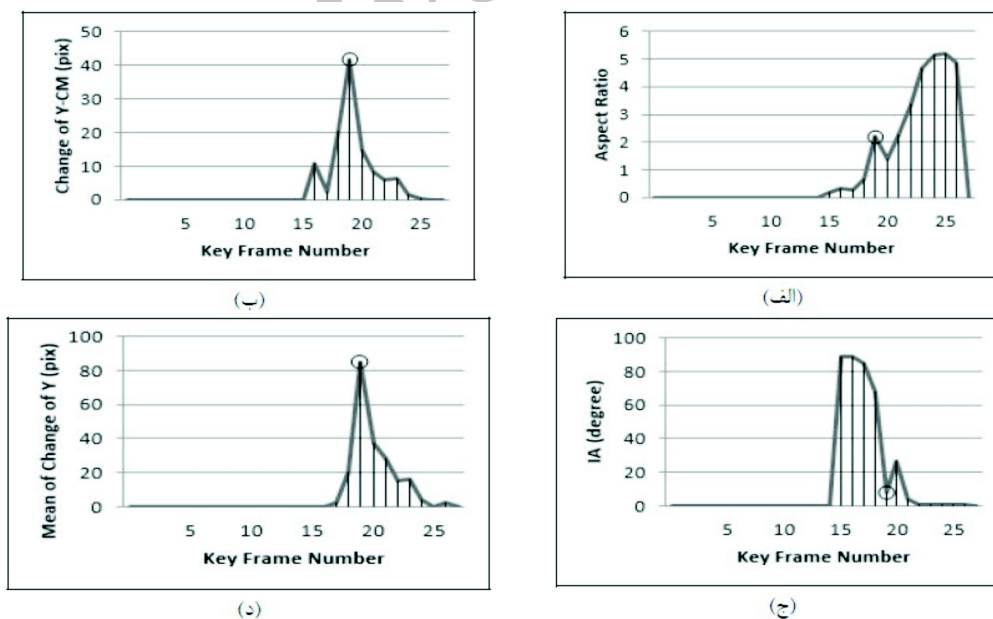 50
40
30
20
10
0
Change of Y-CM (pix)
5 10 15 20 25
Key Frame Number
(ب)
6
5
4
3
2
1
0
Aspect Ratio
5 10 15 20 25
Key Frame Number
(الف)
100
80
60
40
20
0
Mean of Change of Y (pix)
5 10 15 20 25
Key Frame Number
(د)
100
80
60
40
20
0
IA (degree)
5 10 15 20 25
Key Frame Number
(ج)